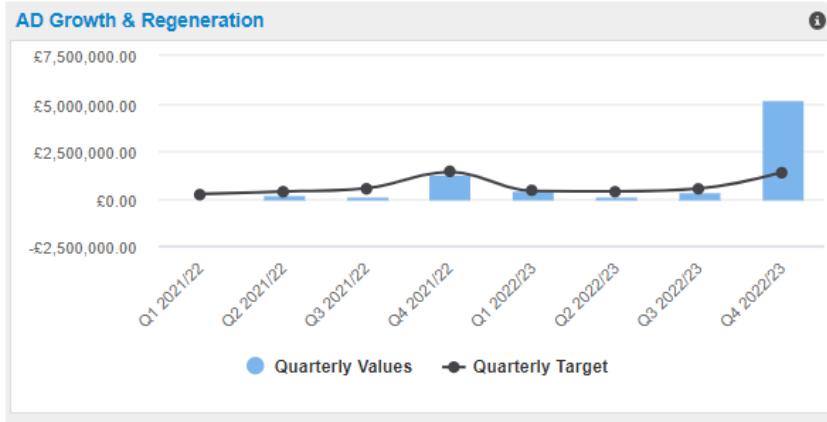 AD Growth & Regeneration
£7,500,000.00
£5,000,000.00
£2,500,000.00
£0.00
-£2,500,000.00
Q1 2021/22
Q2 2021/22
Q3 2021/22
Q4 2021/22
Q1 2022/23
Q2 2022/23
Q3 2022/23
Q4 2022/23
Quarterly Values
Quarterly Target